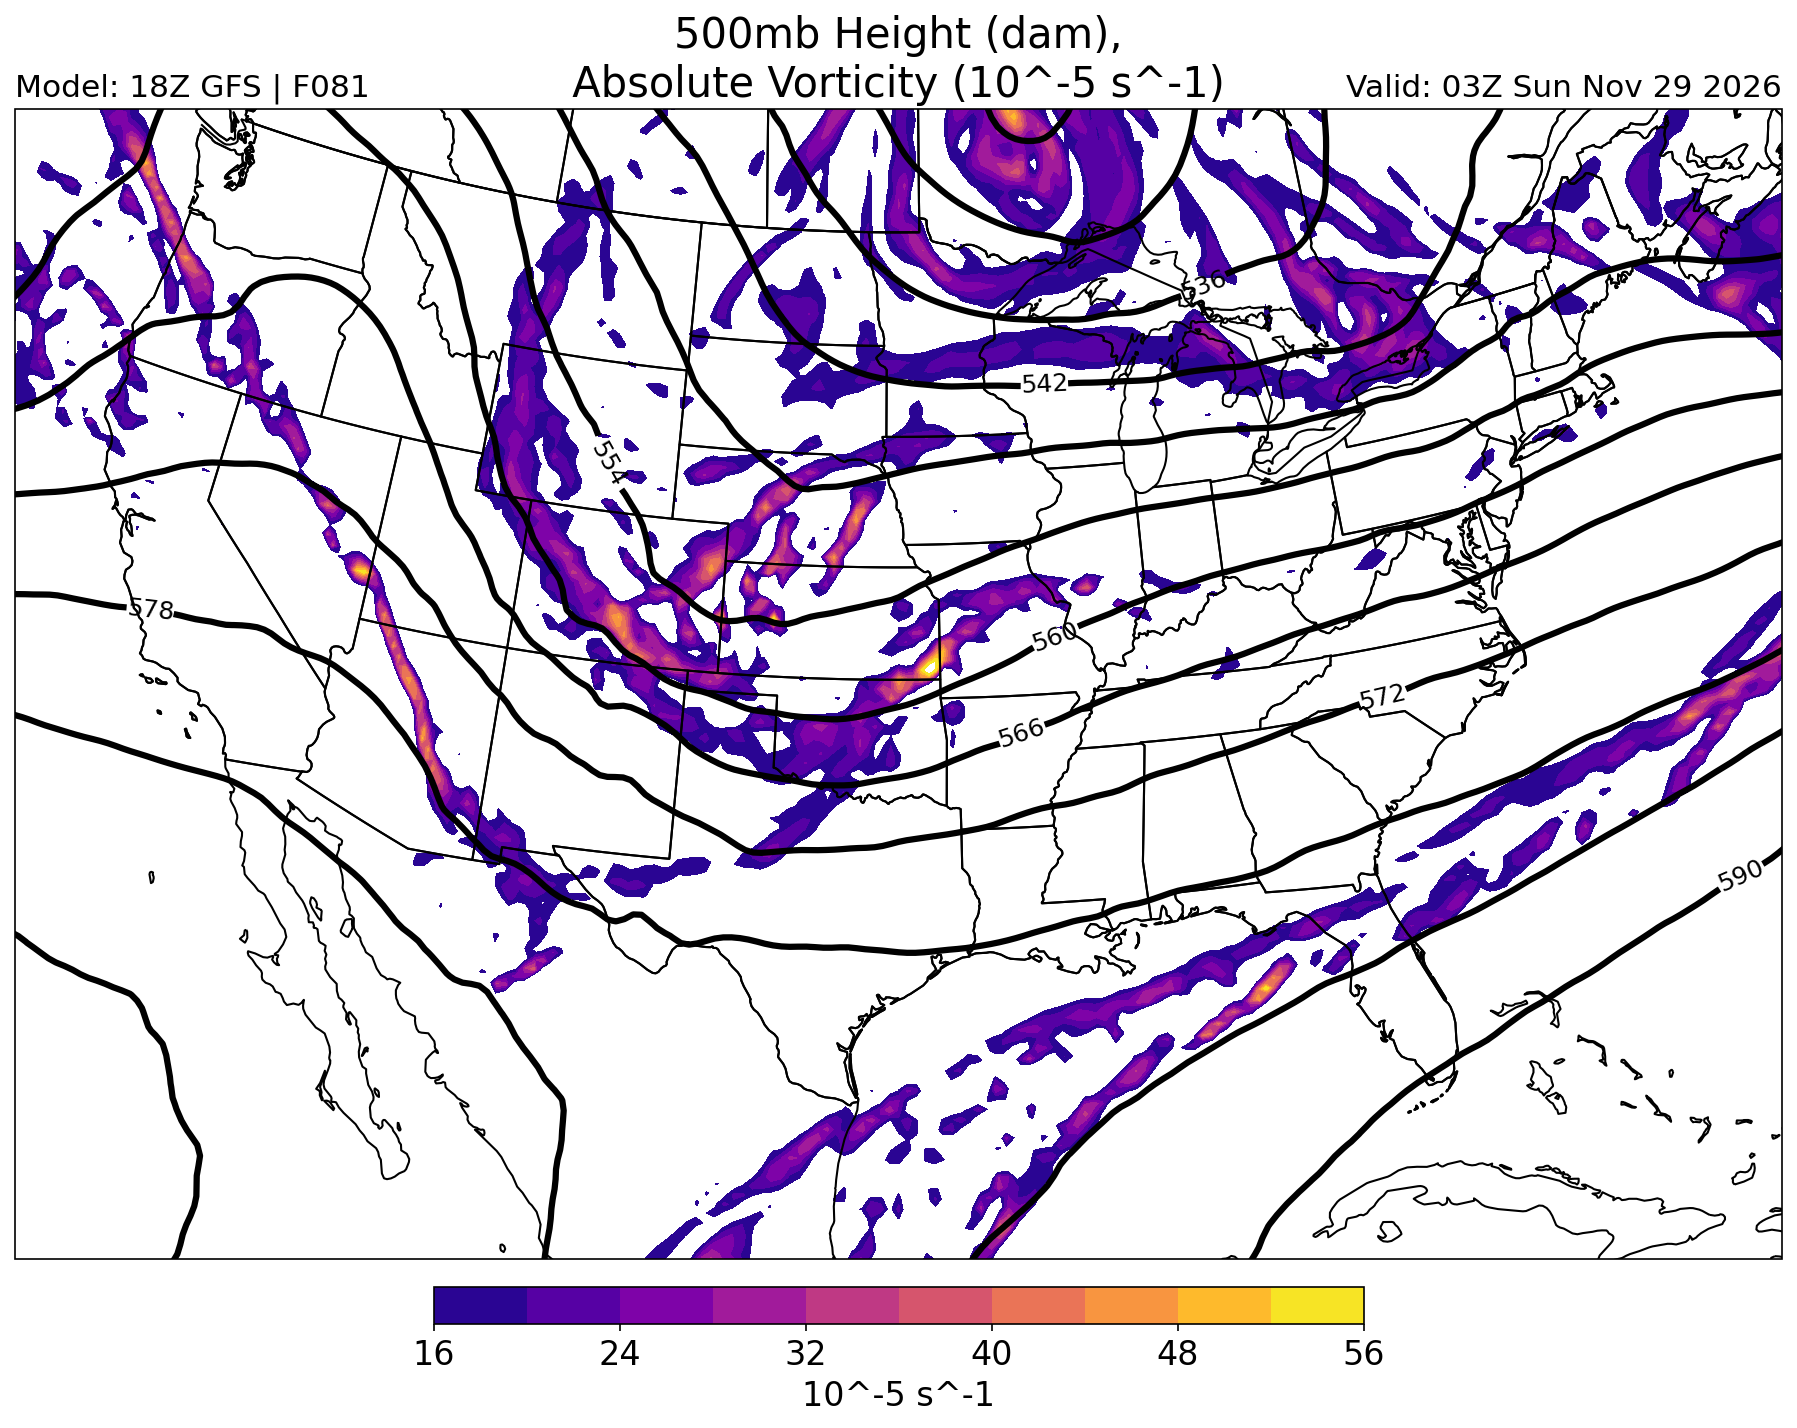 500mb Height (dam),
Model: 18Z GFS | F081
Absolute Vorticity (10^-5 s^-1)
Valid: 03Z Sun Nov 29 2026
536
542
554
578
560
572
566
590
16 24 32 40 48 56
10^-5 s^-1